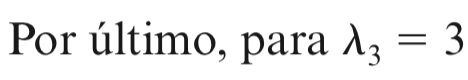 Por último, para λ₃ = 3